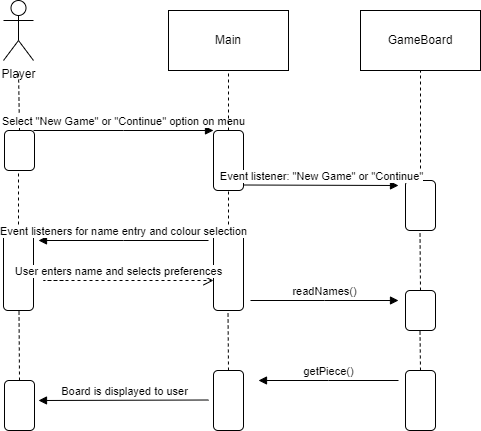 Main
GameBoard
Player
Select "New Game" or "Continue" option on menu
Event listener: "New Game" or "Continue"
Event listeners for name entry and colour selection
User enters name and selects preferences
readNames()
getPiece()
Board is displayed to user